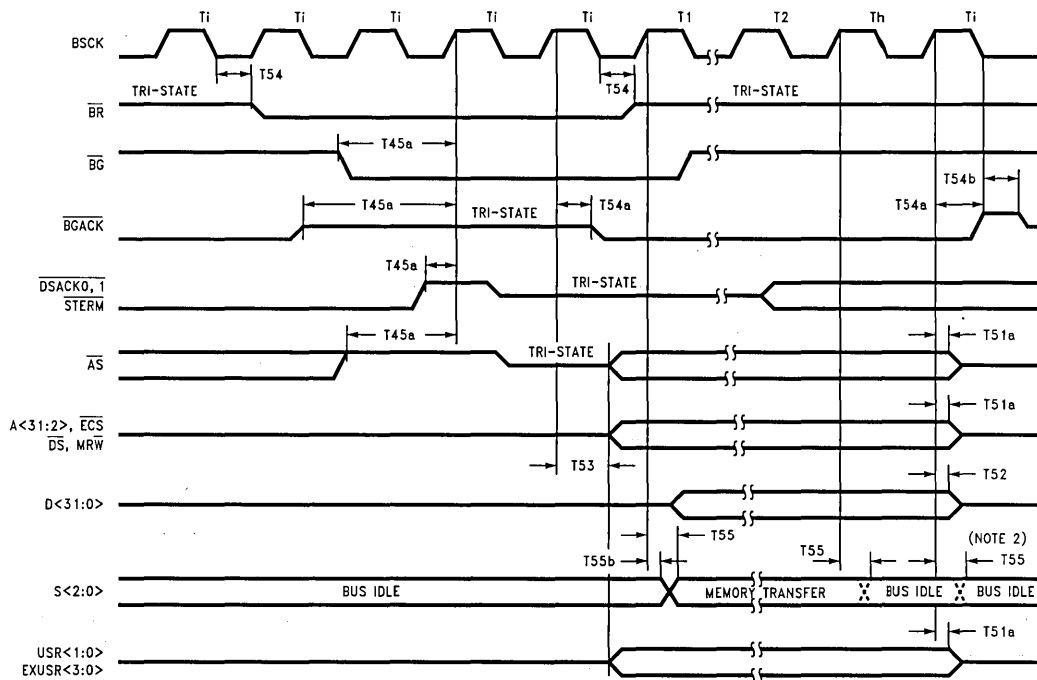 Ti Ti Ti Ti Ti T1 T2 Th Ti
BSCK
T54 T54
TRI-STATE TRI-STATE
BR
T45a
BG
T54b
T45a T54a T54a
BGACK TRI-STATE
T45a
DSACK0, 1 TRI-STATE
STERM
T45a T51a
TRI-STATE
AS
T51a
A<31:2>, ECS
DS, MRW
T53
T52
D<31:0>
(NOTE 2)
T55 T55 T55
T55b
S<2:0> BUS IDLE MEMORY TRANSFER BUS IDLE BUS IDLE
T51a
USR<1:0>
EXUSR<3:0>